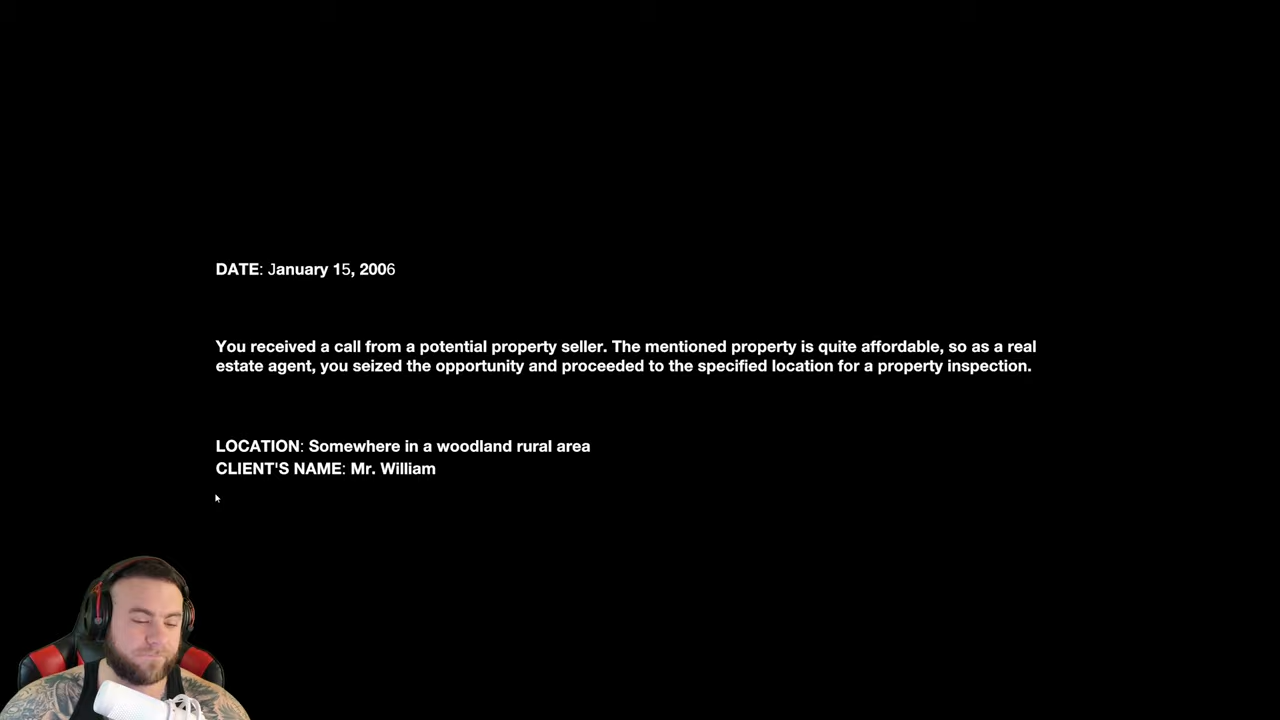 DATE: January 15, 2006
You received a call from a potential property seller. The mentioned property is quite affordable, so as a real
estate agent, you seized the opportunity and proceeded to the specified location for a property inspection.
LOCATION: Somewhere in a woodland rural area
CLIENT'S NAME: Mr. William